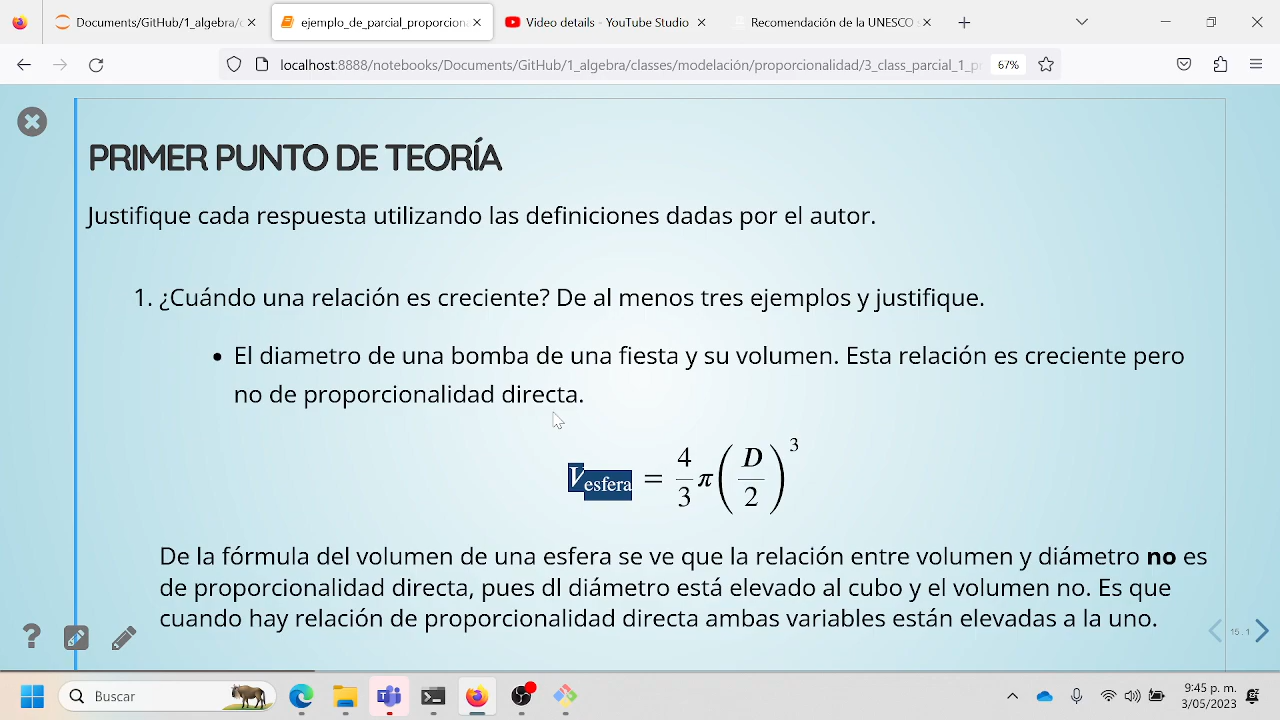 Documents/GitHub/1_algebra/c
ejemplo_de_parcial_proporcion
Video details - YouTube Studio
Recomendación de la UNESCO
localhost:8888/notebooks/Documents/GitHub/1_algebra/classes/modelación/proporcionalidad/3_class_parcial_1_pr
67%
PRIMER PUNTO DE TEORÍA
Justifique cada respuesta utilizando las definiciones dadas por el autor.
1. ¿Cuándo una relación es creciente? De al menos tres ejemplos y justifique.
• El diametro de una bomba de una fiesta y su volumen. Esta relación es creciente pero
no de proporcionalidad directa.
V_esfera = 4/3 π (D/2)^3
De la fórmula del volumen de una esfera se ve que la relación entre volumen y diámetro no es
de proporcionalidad directa, pues dl diámetro está elevado al cubo y el volumen no. Es que
cuando hay relación de proporcionalidad directa ambas variables están elevadas a la uno.
15.1
Buscar
9:45 p. m.
3/05/2023